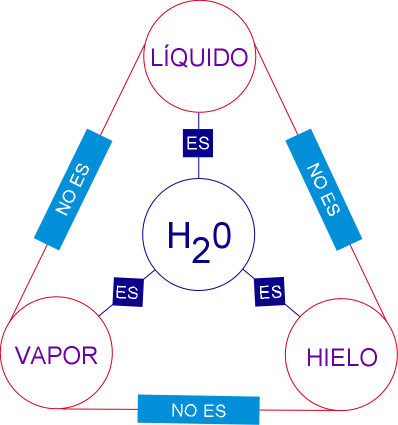 LÍQUIDO
ES
NO ES
NO ES
H20
ES
ES
VAPOR
HIELO
NO ES